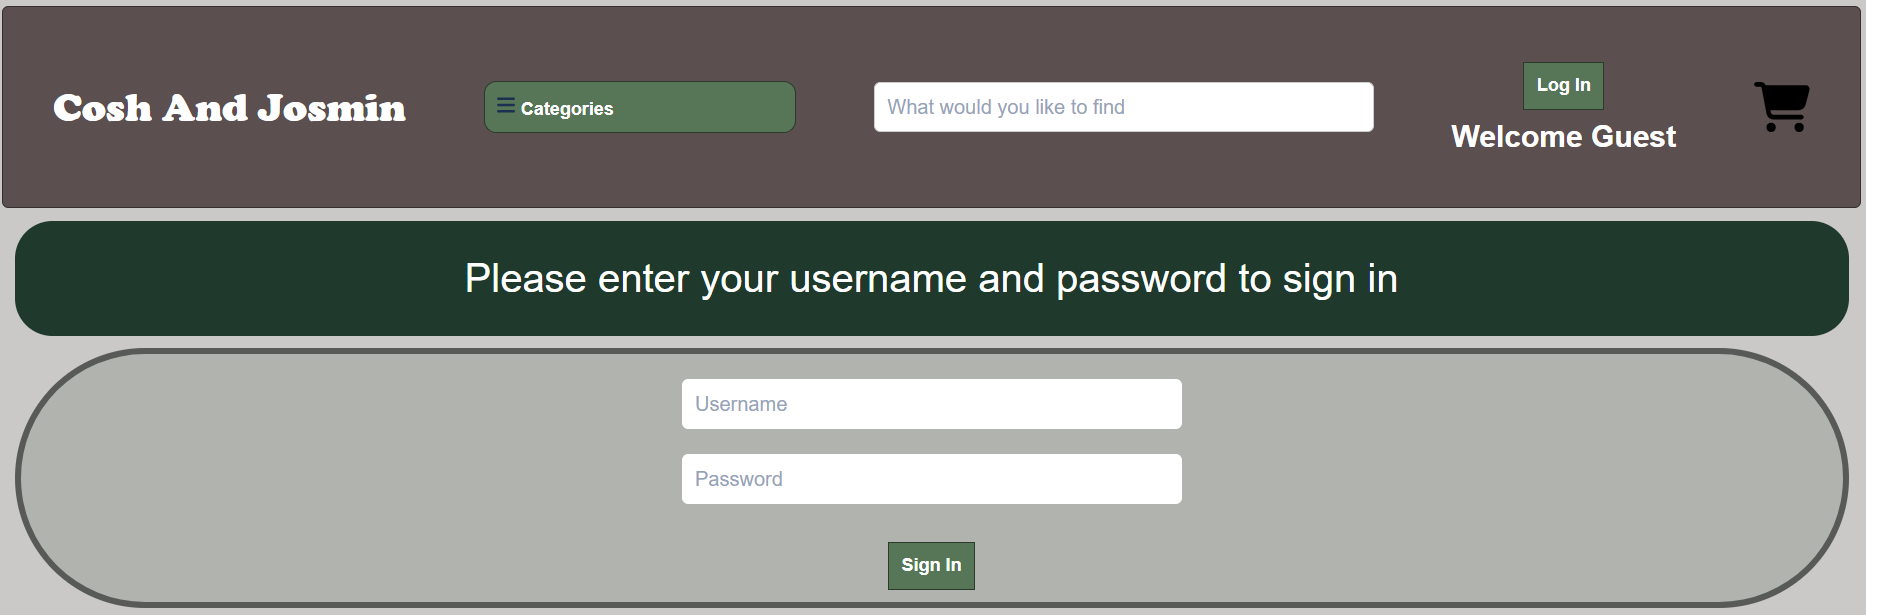 Cosh And Josmin
Categories
What would you like to find
Log In
Welcome Guest
Please enter your username and password to sign in
Username
Password
Sign In